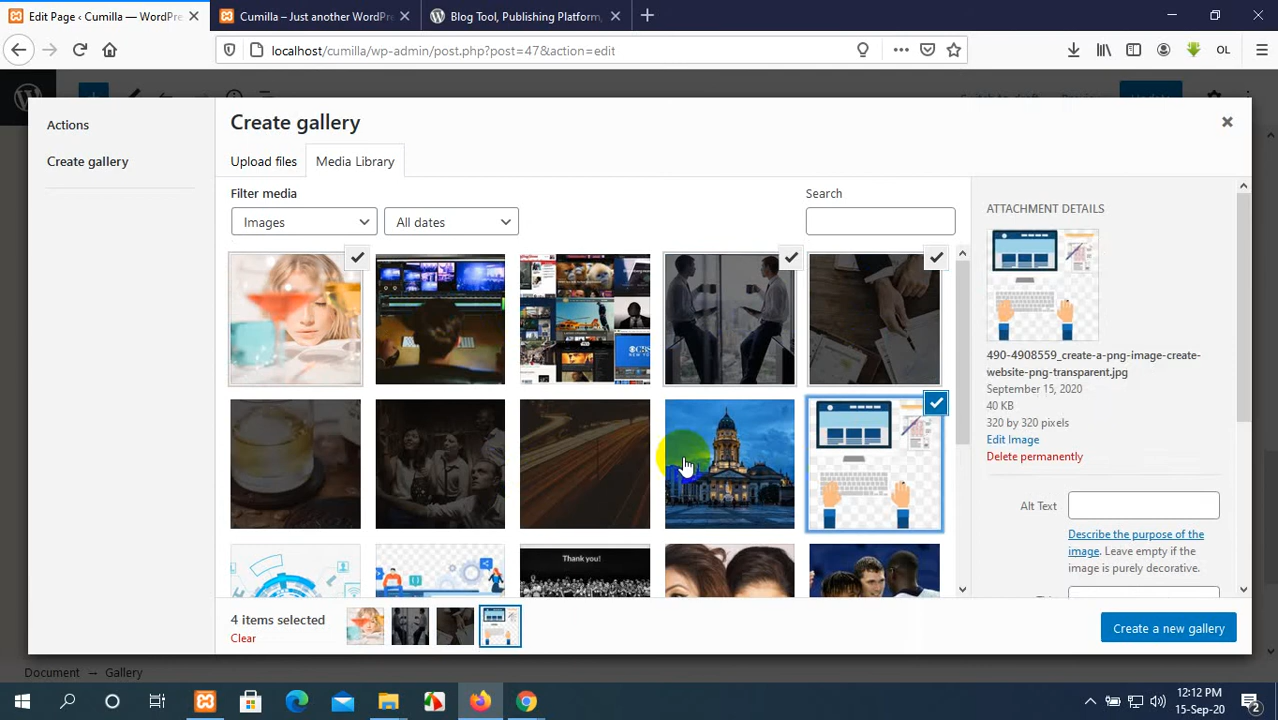 Edit Page ‹ Cumilla — WordPre
Cumilla – Just another WordPre
Blog Tool, Publishing Platform,
localhost/cumilla/wp-admin/post.php?post=47&action=edit
OL
Actions
Create gallery
Create gallery
Upload files
Media Library
Filter media
Images
All dates
Search
ATTACHMENT DETAILS
490-4908559_create-a-png-image-create-
website-png-transparent.jpg
September 15, 2020
40 KB
320 by 320 pixels
Edit Image
Delete permanently
Alt Text
Describe the purpose of the
image. Leave empty if the
image is purely decorative.
Thank you!
4 items selected
Clear
Create a new gallery
Document → Gallery
12:12 PM
15-Sep-20
2